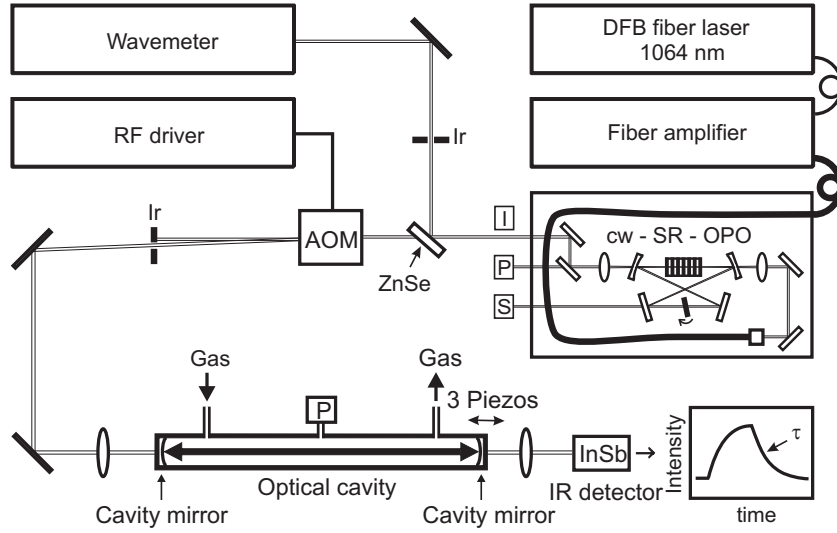 Wavemeter
DFB fiber laser
1064 nm
RF driver
Ir
Fiber amplifier
Ir
AOM
I
cw - SR - OPO
P
ZnSe
S
Gas
Gas
P
3 Piezos
InSb
Intensity
τ
Optical cavity
IR detector
Cavity mirror
Cavity mirror
time